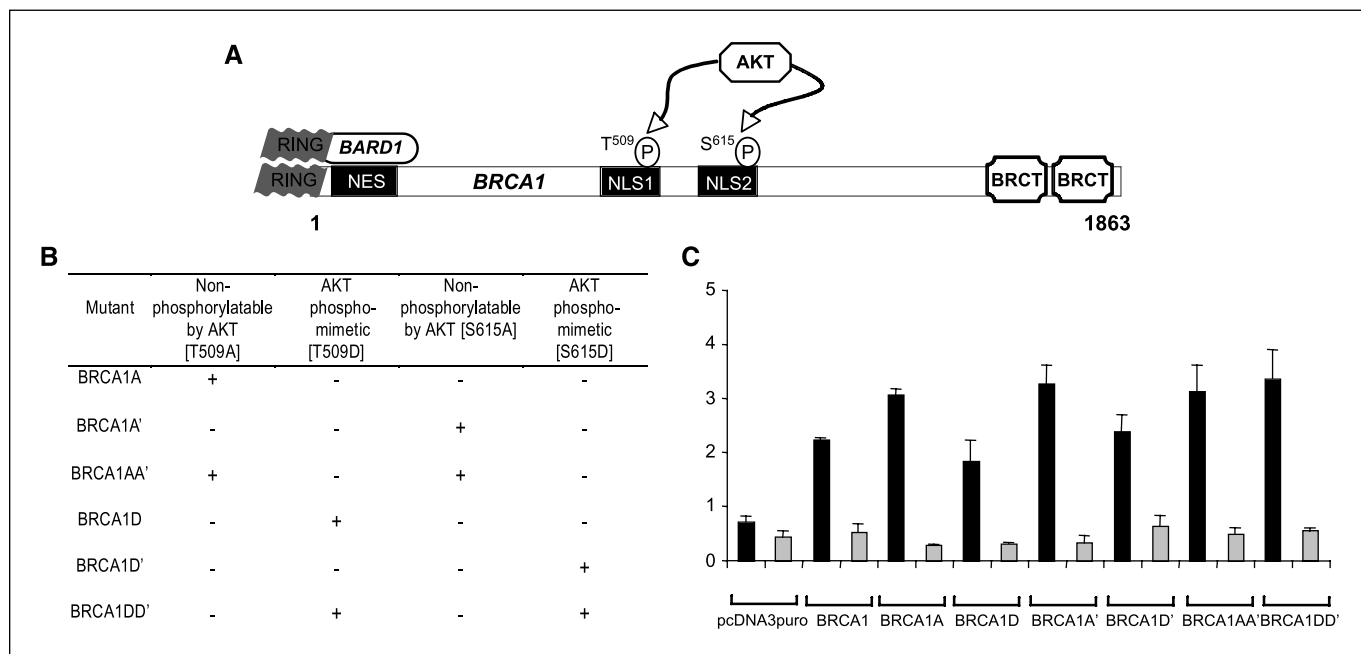 A
AKT
T509
S615
P
P
RING
BARD1
RING
NES
BRCA1
NLS1
NLS2
BRCT
BRCT
1
1863
B
Mutant
Non-
phosphorylatable
by AKT
[T509A]
AKT
phospho-
mimetic
[T509D]
Non-
phosphorylatable
by AKT [S615A]
AKT
phospho-
mimetic
[S615D]
BRCA1A + - - -
BRCA1A' - - + -
BRCA1AA' + - + -
BRCA1D - + - -
BRCA1D' - - - +
BRCA1DD' - + - +
C
5
4
3
2
1
0
pcDNA3puro BRCA1 BRCA1A BRCA1D BRCA1A' BRCA1D' BRCA1AA' BRCA1DD'